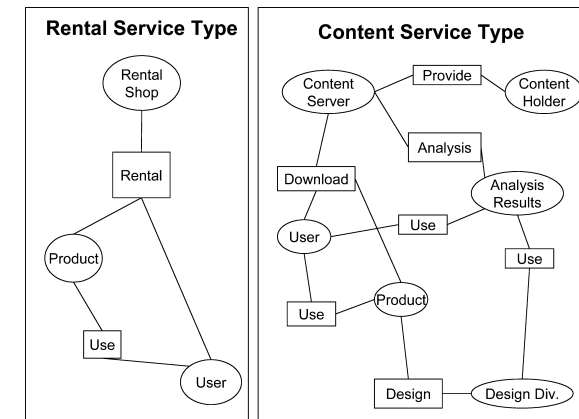 Rental Service Type
Rental
Shop
Rental
Product
Use
User
Content Service Type
Content
Server
Provide
Content
Holder
Analysis
Download
Analysis
Results
User
Use
Use
Use
Product
Design
Design Div.